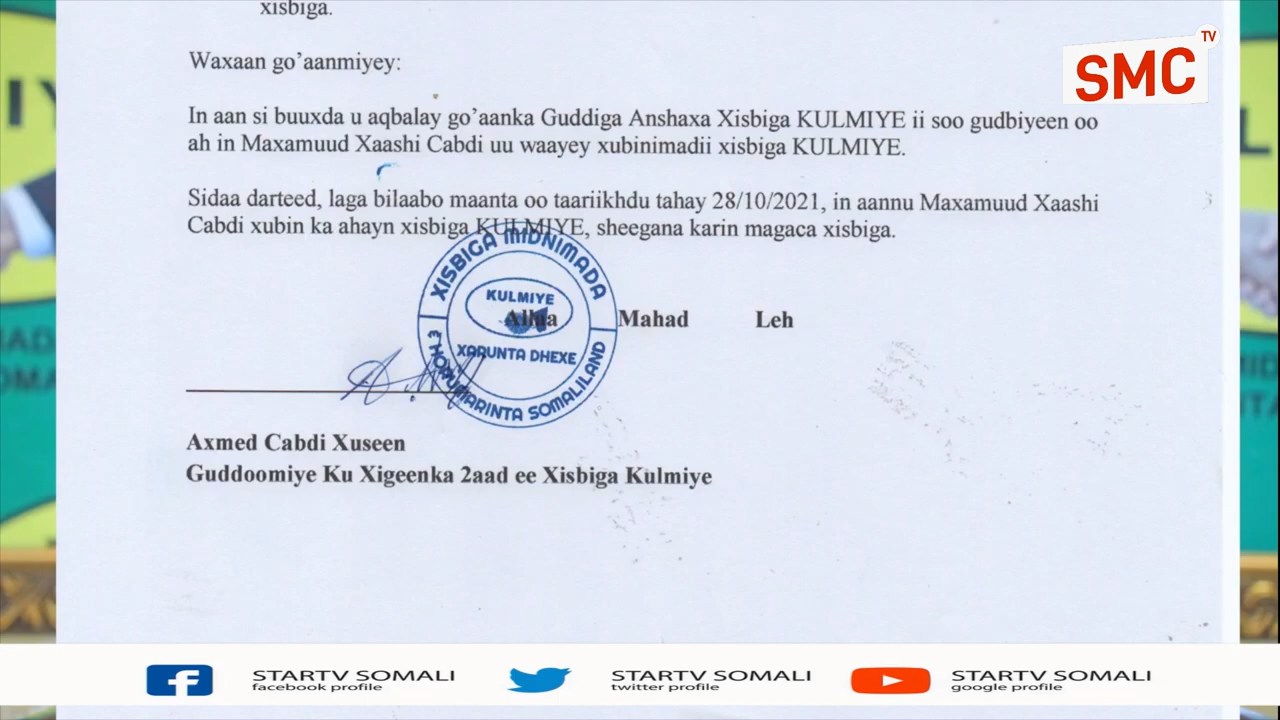 xisbiga.
SMC TV
Waxaan go'aanmiyey:
In aan si buuxda u aqbalay go'aanka Guddiga Anshaxa Xisbiga KULMIYE ii soo gudbiyeen oo
ah in Maxamuud Xaashi Cabdi uu waayey xubinimadii xisbiga KULMIYE.
Sidaa darteed, laga bilaabo maanta oo taariikhdu tahay 28/10/2021, in aannu Maxamuud Xaashi
Cabdi xubin ka ahayn xisbiga KULMIYE, sheegana karin magaca xisbiga.
XISBIGA MIDNIMADA
KULMIYE
Allaa Mahad Leh
XARUNTA DHEXE
& HORUMARINTA SOMALILAND
Axmed Cabdi Xuseen
Guddoomiye Ku Xigeenka 2aad ee Xisbiga Kulmiye
STARTV SOMALI
facebook profile
STARTV SOMALI
twitter profile
STARTV SOMALI
google profile